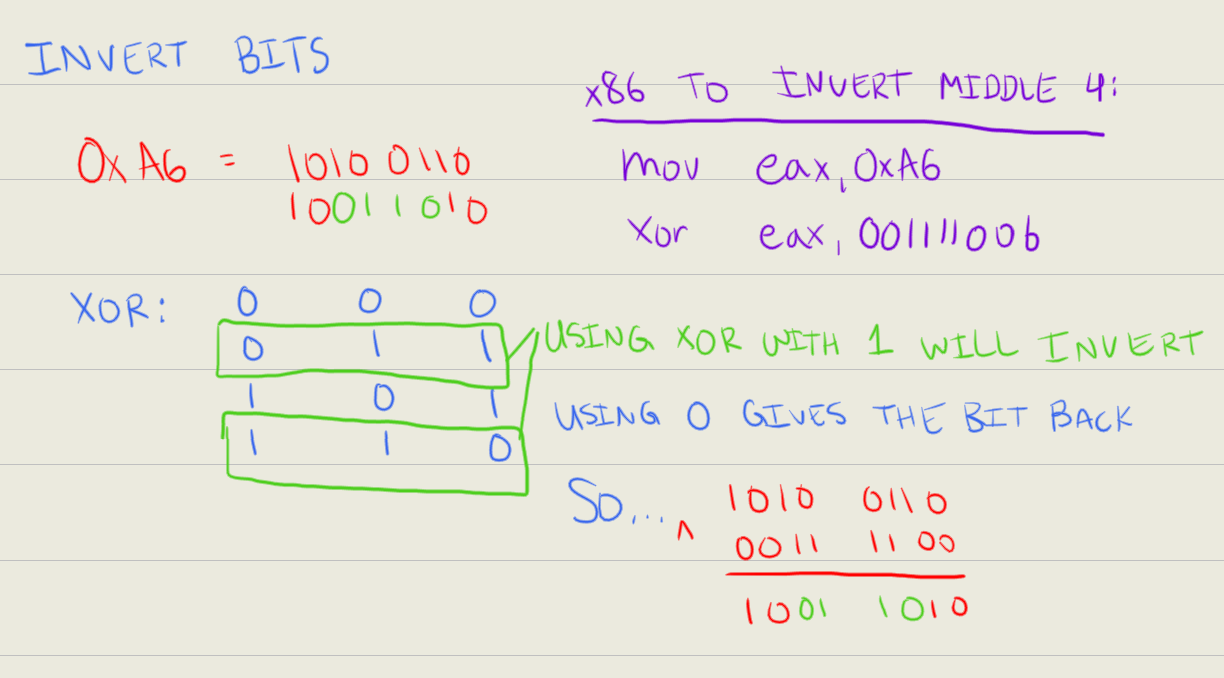 INVERT BITS
x86 TO INVERT MIDDLE 4:
0xA6 = 1010 0110
10011010
mov eax, 0xA6
xor eax, 00111100b
XOR: 0 0 0
0 1 1
1 0 1
1 1 0
USING XOR WITH 1 WILL INVERT
USING 0 GIVES THE BIT BACK
SO... ^ 1010 0110
0011 1100
1001 1010